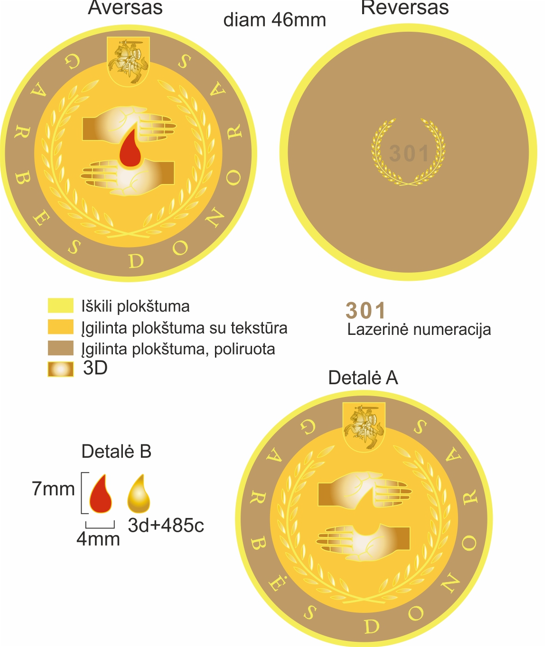 Aversas
diam 46mm
Reversas
GARBĖS DONORAS
301
Iškili plokštuma
Įgilinta plokštuma su tekstūra
Įgilinta plokštuma, poliruota
3D
301
Lazerinė numeracija
Detalė A
Detalė B
7mm
4mm
3d+485c
GARBĖS DONORAS